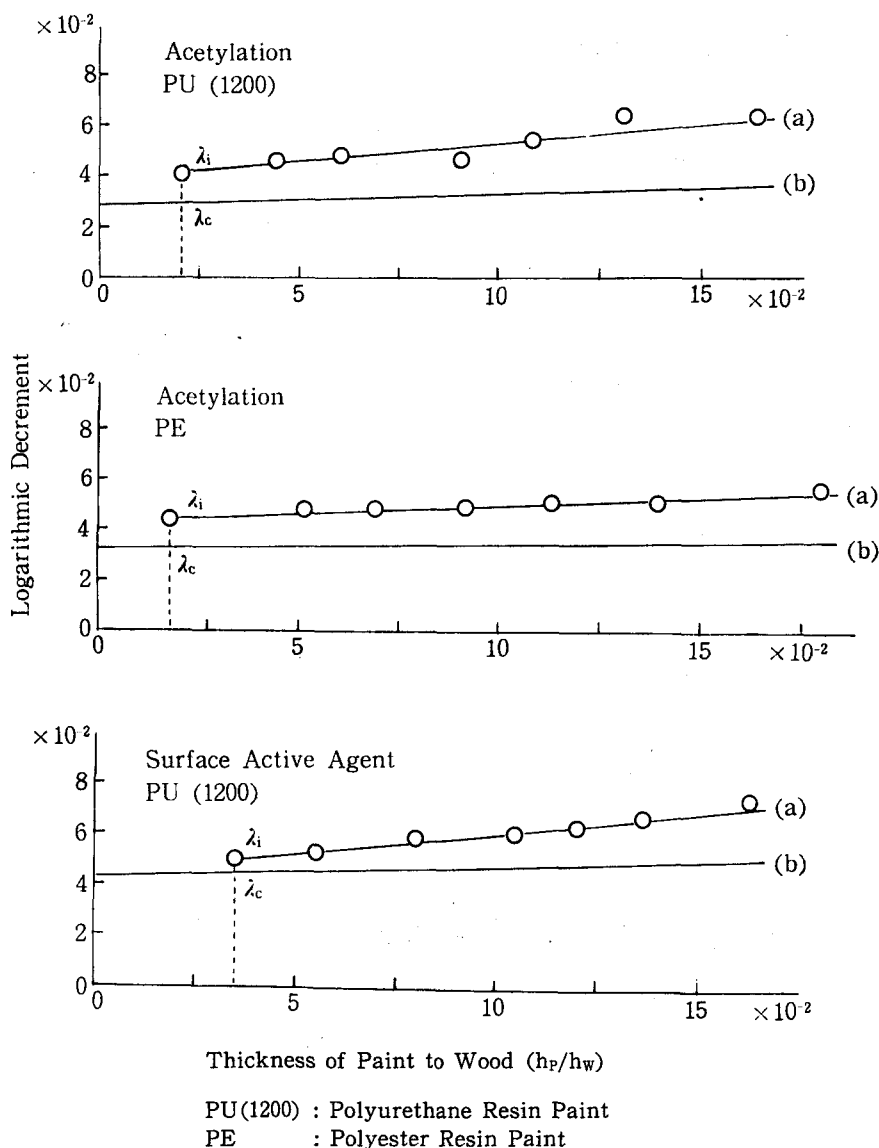 ×10⁻²
Acetylation
PU (1200)
8
6
4
2
0
λi
λc
(a)
(b)
0
5
10
15
×10⁻²
Logarithmic Decrement
×10⁻²
Acetylation
PE
8
6
4
2
0
λi
λc
(a)
(b)
0
5
10
15
×10⁻²
×10⁻²
Surface Active Agent
PU (1200)
8
6
4
2
0
λi
λc
(a)
(b)
0
5
10
15
×10⁻²
Thickness of Paint to Wood (hP/hW)
PU(1200) : Polyurethane Resin Paint
PE : Polyester Resin Paint